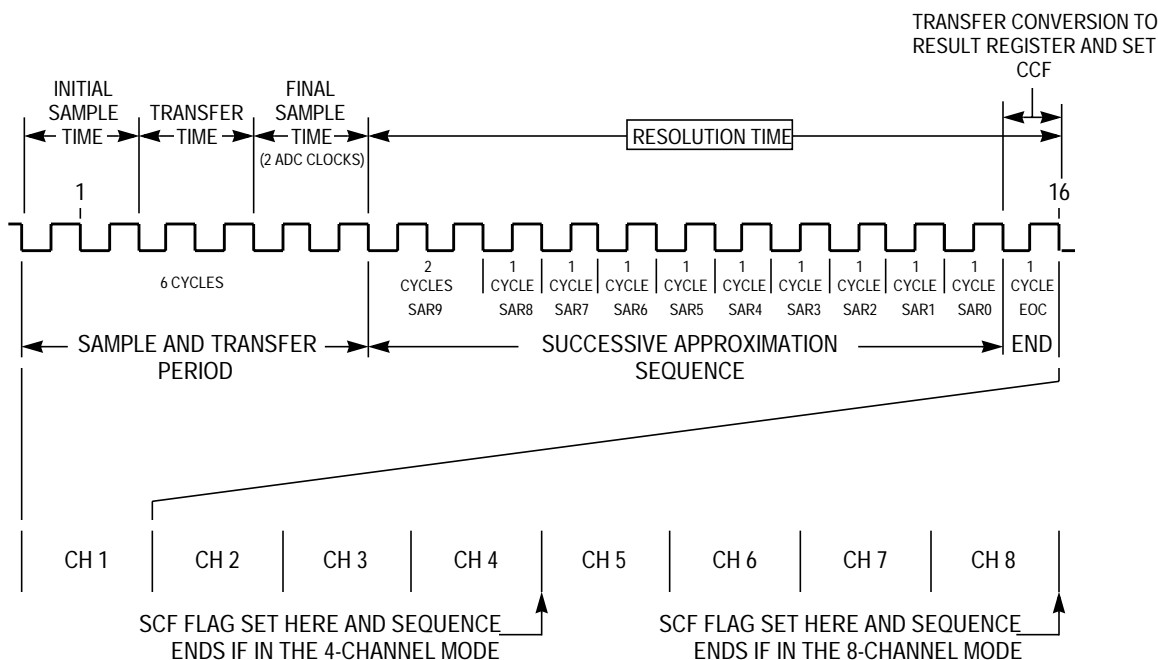 TRANSFER CONVERSION TO
RESULT REGISTER AND SET
CCF
INITIAL
SAMPLE
TIME
TRANSFER
TIME
FINAL
SAMPLE
TIME
(2 ADC CLOCKS)
RESOLUTION TIME
1
16
6 CYCLES
2
CYCLES
SAR9
1
CYCLE
SAR8
1
CYCLE
SAR7
1
CYCLE
SAR6
1
CYCLE
SAR5
1
CYCLE
SAR4
1
CYCLE
SAR3
1
CYCLE
SAR2
1
CYCLE
SAR1
1
CYCLE
SAR0
1
CYCLE
EOC
SAMPLE AND TRANSFER
PERIOD
SUCCESSIVE APPROXIMATION
SEQUENCE
END
CH 1
CH 2
CH 3
CH 4
CH 5
CH 6
CH 7
CH 8
SCF FLAG SET HERE AND SEQUENCE
ENDS IF IN THE 4-CHANNEL MODE
SCF FLAG SET HERE AND SEQUENCE
ENDS IF IN THE 8-CHANNEL MODE